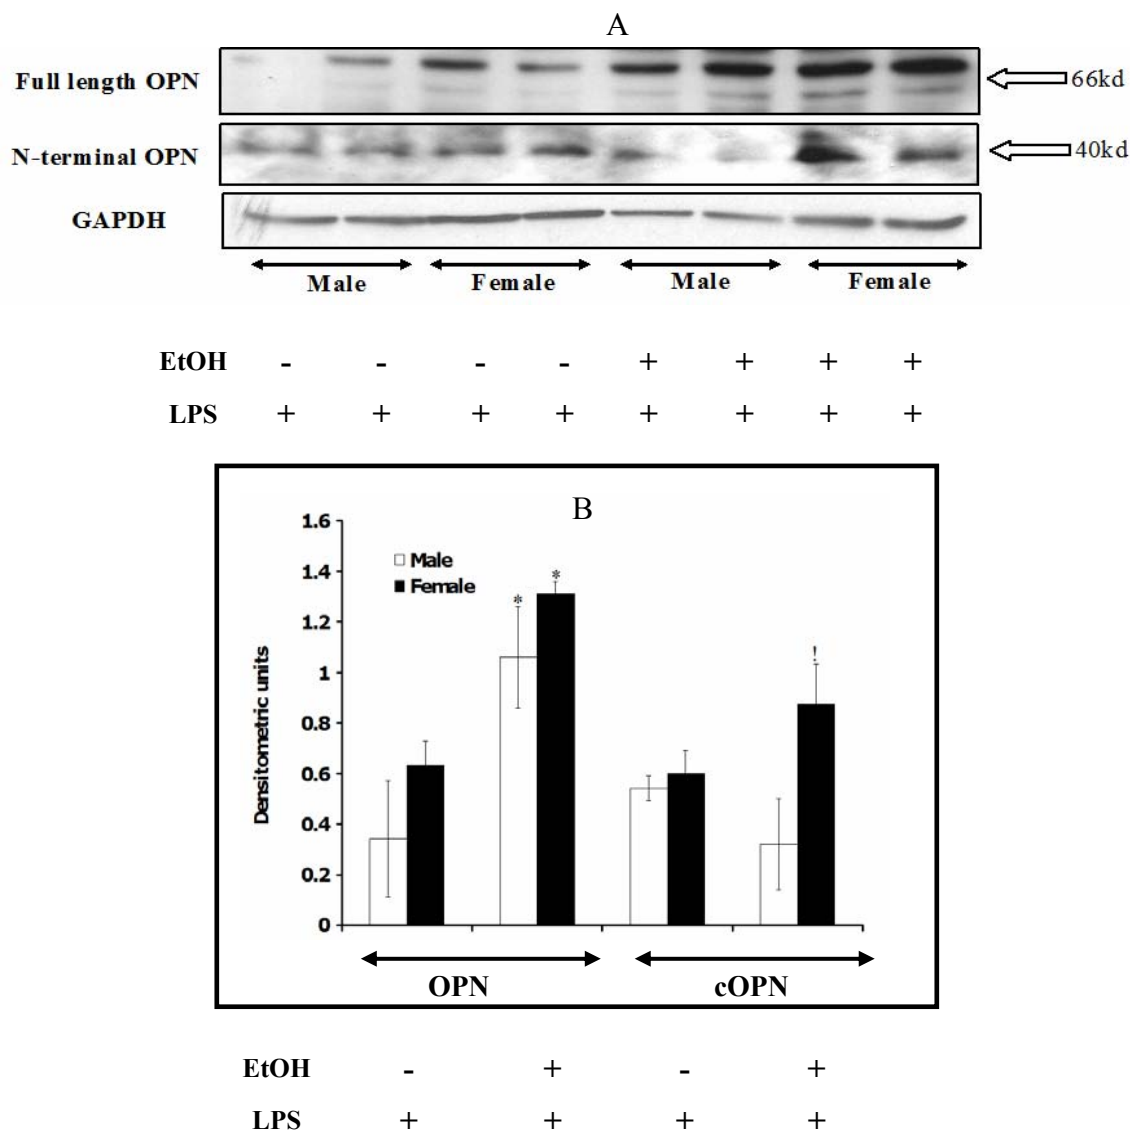 A
Full length OPN
66kd
N-terminal OPN
40kd
GAPDH
Male Female Male Female
EtOH - - - - + + + +
LPS + + + + + + + +
B
1.6
1.4
1.2
1
0.8
0.6
0.4
0.2
0
Densitometric units
Male
Female
* * !
OPN cOPN
EtOH - + - +
LPS + + + +